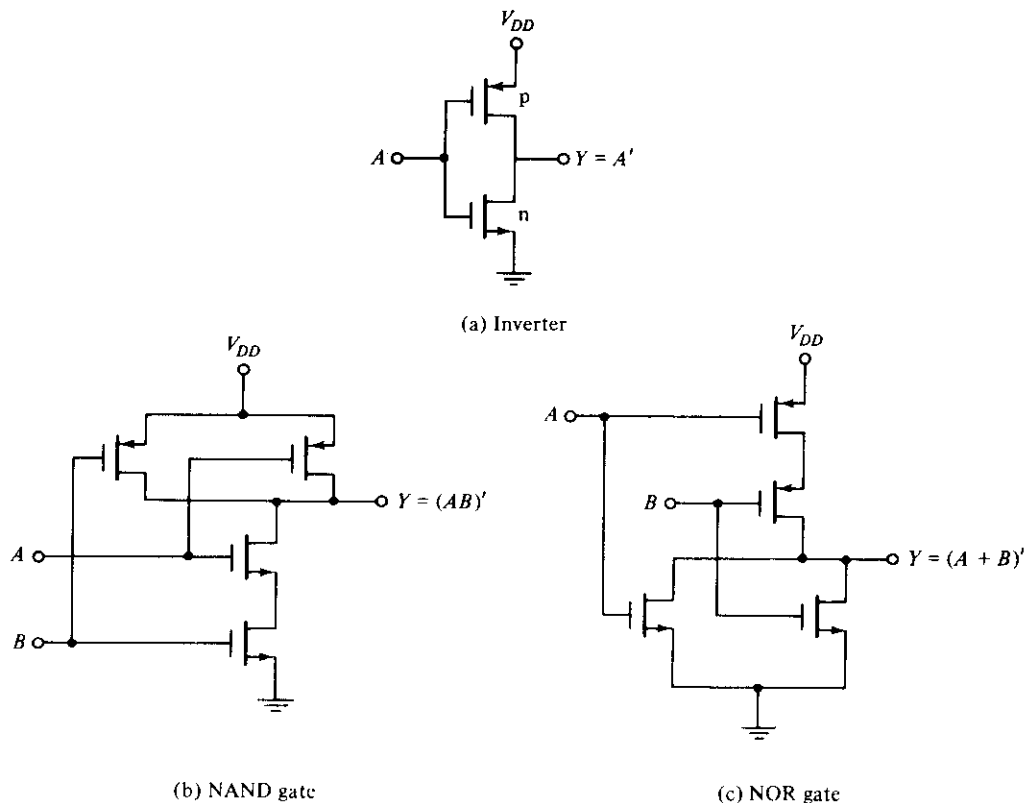 V_DD
p
A
Y = A'
n
(a) Inverter
V_DD
Y = (AB)'
A
B
(b) NAND gate
V_DD
A
B
Y = (A + B)'
(c) NOR gate